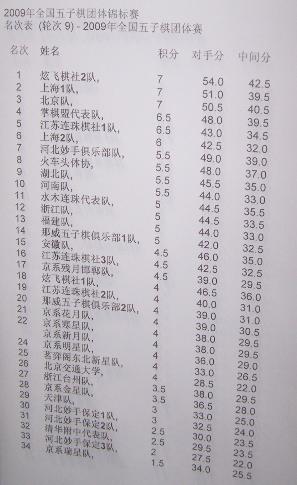 2009年全国五子棋团体锦标赛
名次表 (轮次 9) - 2009年全国五子棋团体赛
名次 姓名 积分 对手分 中间分
1 炫飞棋社2队, 7 54.0 42.5
2 上海1队, 7 51.0 39.5
3 北京队, 7 50.5 40.5
4 掌棋盟代表队, 6.5 48.0 39.5
5 江苏连珠棋社1队, 6.5 43.0 34.5
6 上海2队, 6 42.5 32.0
7 河北妙手俱乐部队, 5.5 49.0 39.0
8 火车头体协, 5.5 48.0 37.0
9 湖北队, 5.5 45.5 35.0
10 河南队, 5.5 44.0 33.0
11 水木连珠代表队, 5 44.5 35.5
12 浙江队, 5 44.5 33.5
13 福建队, 5 44.0 33.0
14 那威五子棋俱乐部1队, 5 42.0 32.5
15 安徽队, 4.5 46.0 35.0
16 江苏连珠棋社3队, 4.5 42.5 32.5
17 京系残月邯郸队, 4.5 39.0 29.5
18 炫飞棋社1队, 4 46.5 36.0
19 江苏连珠棋社2队, 4 40.0 31.0
20 那威五子棋俱乐部2队, 4 39.0 31.0
21 京系花月队, 4 39.0 30.5
22 京系寒星队, 4 38.0 29.5
京系新月队, 4 38.0 29.5
24 京系明星队, 4 36.0 29.0
25 茗弈阁东北新星队, 4 33.0 26.5
26 北京交通大学, 4 28.5 22.0
27 浙江台州队, 3.5 38.0 28.0
28 京系金星队, 3.5 36.5 28.5
29 天津队, 3 33.0 25.0
30 河北妙手保定1队, 2.5 32.5 24.0
31 河北妙手保定2队, 2.5 30.0 23.5
32 清华附中代表队, 2 29.5 22.0
33 河北妙手保定3队, 27.5
34 京系瑞星队, 1.5 34.0 25.5